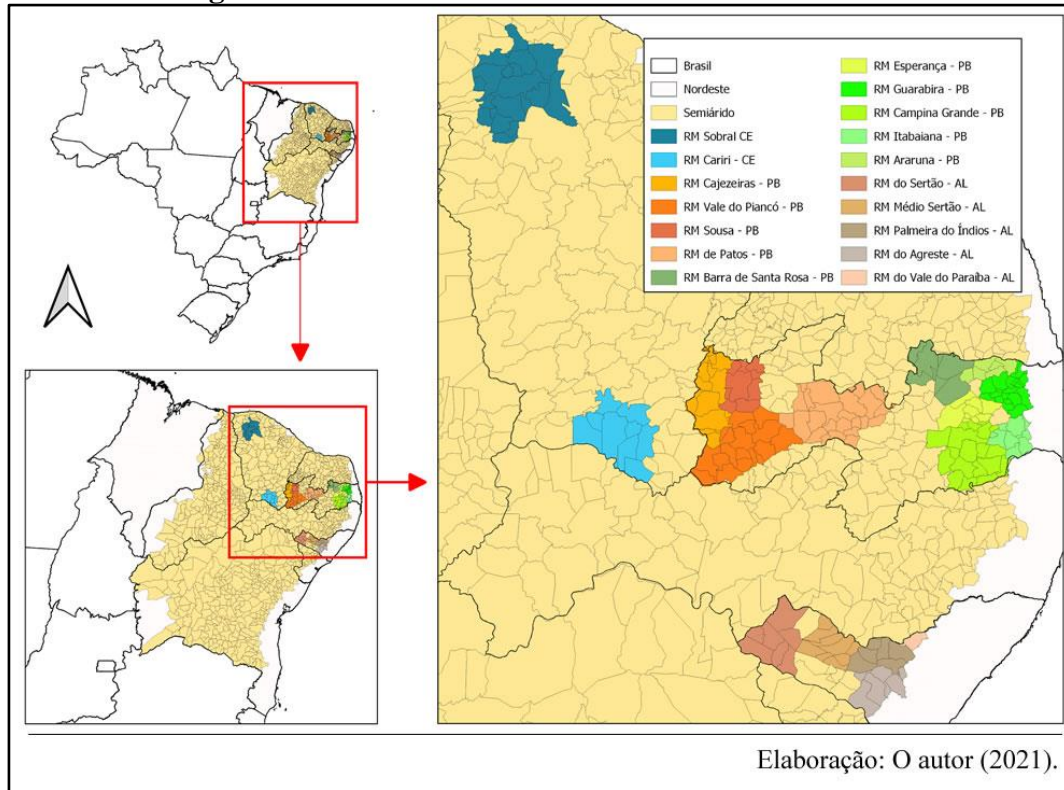 Brasil
Nordeste
Semiárido
RM Sobral CE
RM Cariri - CE
RM Cajezeiras - PB
RM Vale do Piancó - PB
RM Sousa - PB
RM de Patos - PB
RM Barra de Santa Rosa - PB
RM Esperança - PB
RM Guarabira - PB
RM Campina Grande - PB
RM Itabaiana - PB
RM Araruna - PB
RM do Sertão - AL
RM Médio Sertão - AL
RM Palmeira do Índios - AL
RM do Agreste - AL
RM do Vale do Paraíba - AL
Elaboração: O autor (2021).